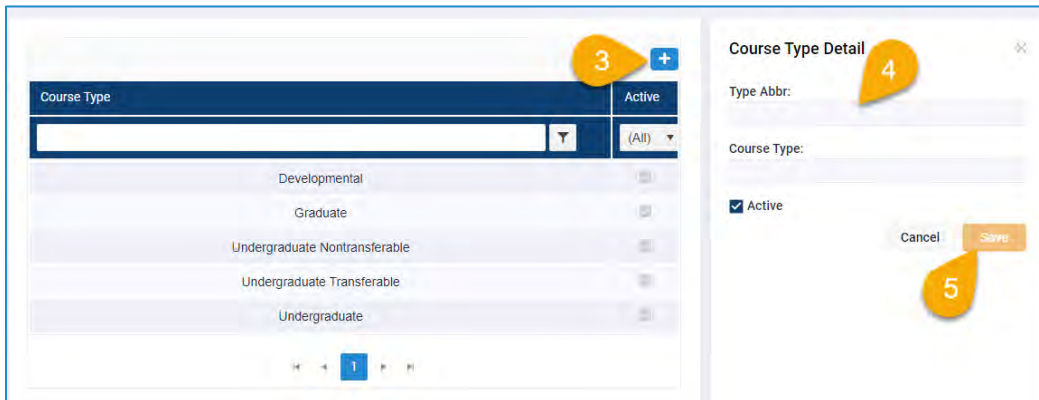 3
+
Course Type Active
(All)
Developmental
Graduate
Undergraduate Nontransferable
Undergraduate Transferable
Undergraduate
1
Course Type Detail
4
Type Abbr:
Course Type:
Active
Cancel Save
5